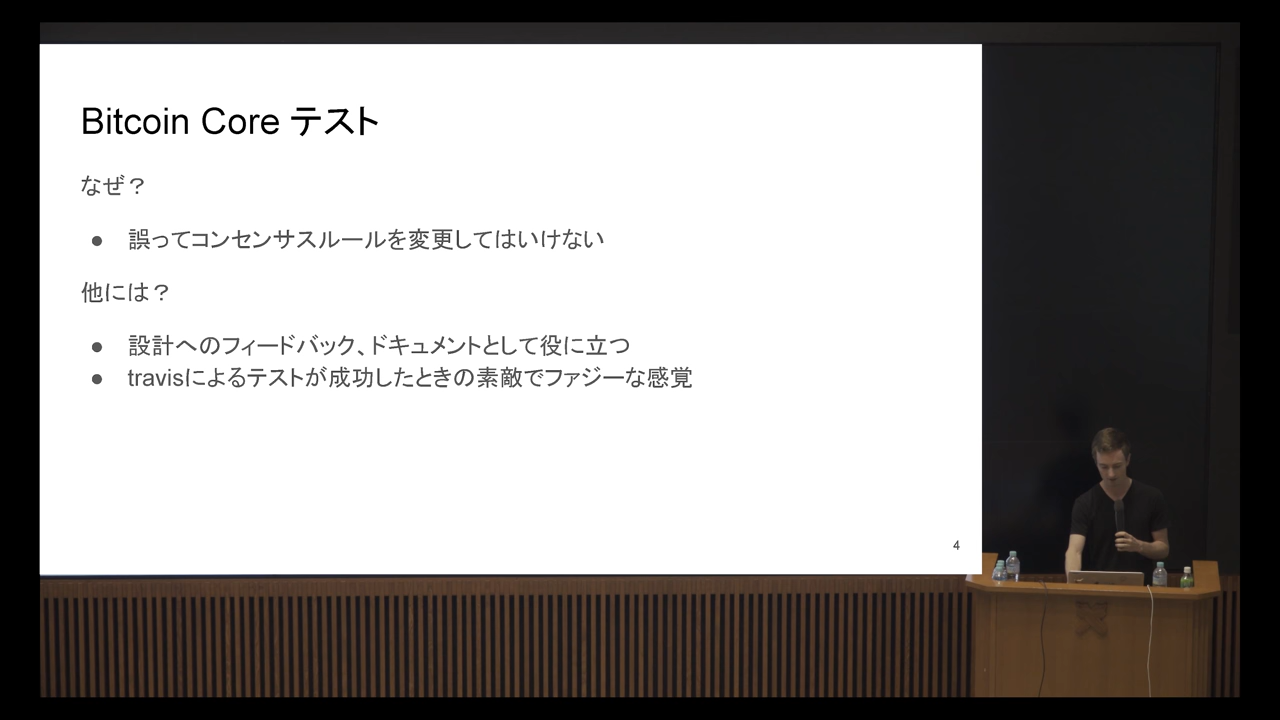 Bitcoin Core テスト
なぜ？
● 誤ってコンセンサスルールを変更してはいけない
他には？
● 設計へのフィードバック、ドキュメントとして役に立つ
● travisによるテストが成功したときの素敵でファジーな感覚
4